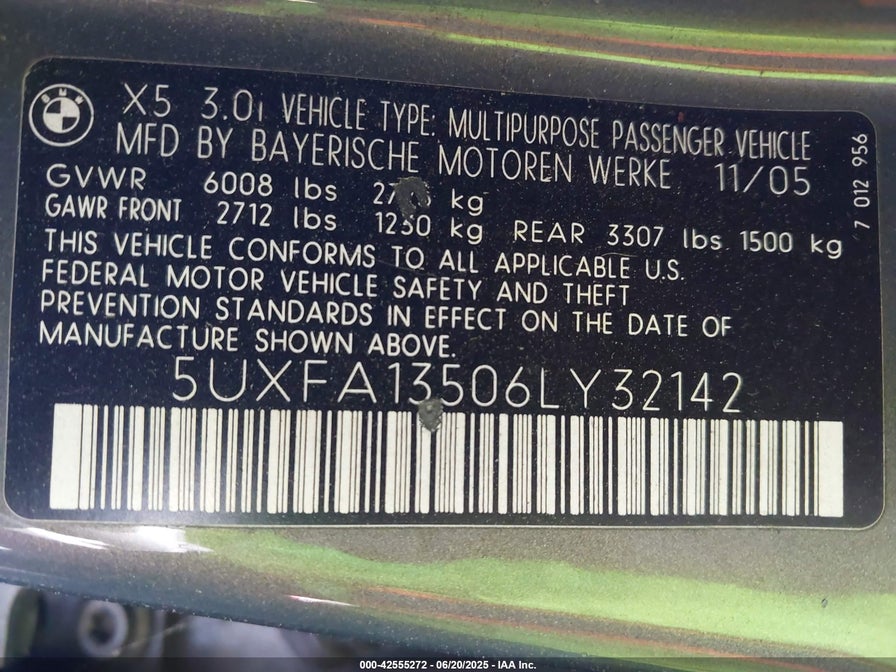 BMW
X5 3.0i VEHICLE TYPE: MULTIPURPOSE PASSENGER VEHICLE
MFD BY BAYERISCHE MOTOREN WERKE 11/05
GVWR 6008 lbs kg
GAWR FRONT 2712 lbs 1230 kg REAR 3307 lbs 1500 kg
THIS VEHICLE CONFORMS TO ALL APPLICABLE U.S.
FEDERAL MOTOR VEHICLE SAFETY AND THEFT
PREVENTION STANDARDS IN EFFECT ON THE DATE OF
MANUFACTURE SHOWN ABOVE.
5UXFA13506LY32142
7 012 956
000-42555272 - 06/20/2025 - IAA Inc.